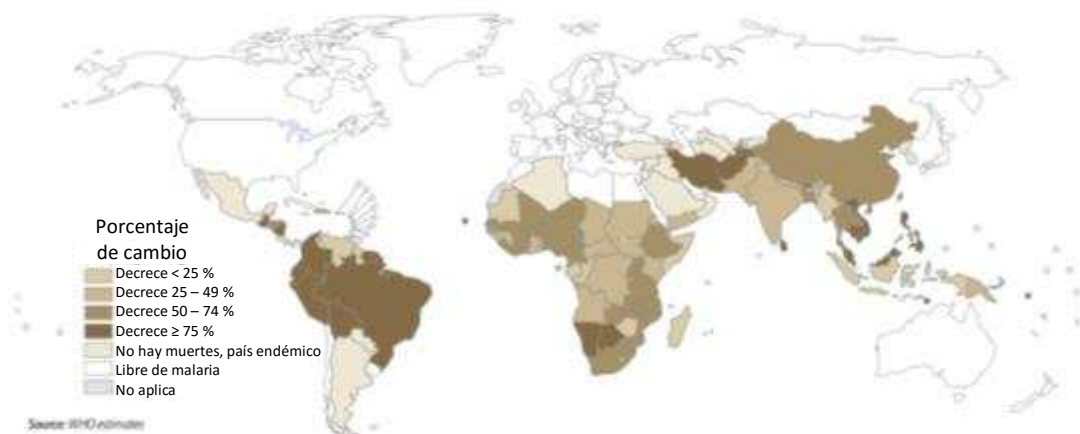 Porcentaje
de cambio
Decrece < 25 %
Decrece 25 – 49 %
Decrece 50 – 74 %
Decrece ≥ 75 %
No hay muertes, país endémico
Libre de malaria
No aplica
Source: WHO estimates